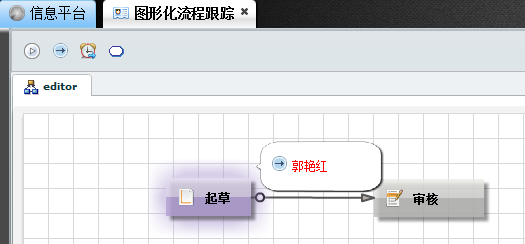 信息平台
图形化流程跟踪
editor
郭艳红
起草
审核